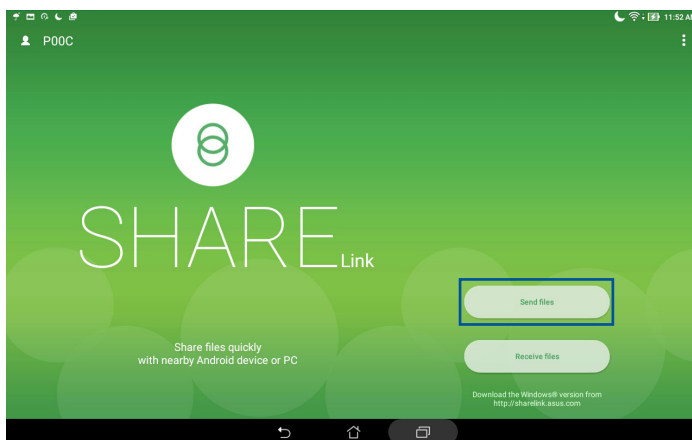 11:52 AM
P00C
SHARE Link
Send files
Share files quickly
with nearby Android device or PC
Receive files
Download the Windows® version from
http://sharelink.asus.com